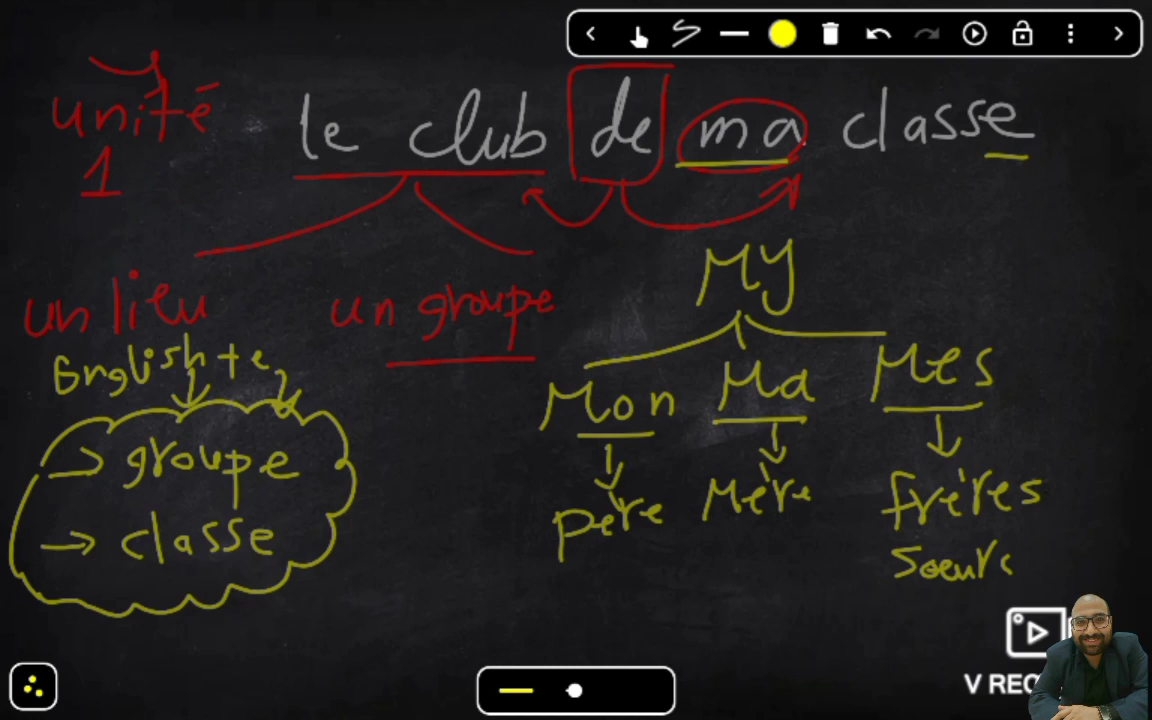 unité le club de ma classe
1
MY
un lieu un groupe
English + e
Mon Ma Mes
groupe
Mère frères
père
classe
soeurs
V REC